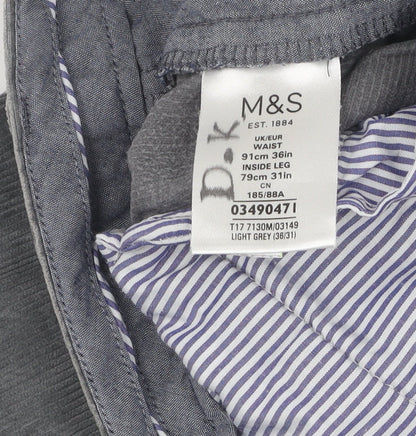 M&S
EST. 1884
UK/EUR
WAIST
91cm 36in
INSIDE LEG
79cm 31in
CN
185/88A
03490471
T17 7130M/03149
LIGHT GREY (36/31)
D.K